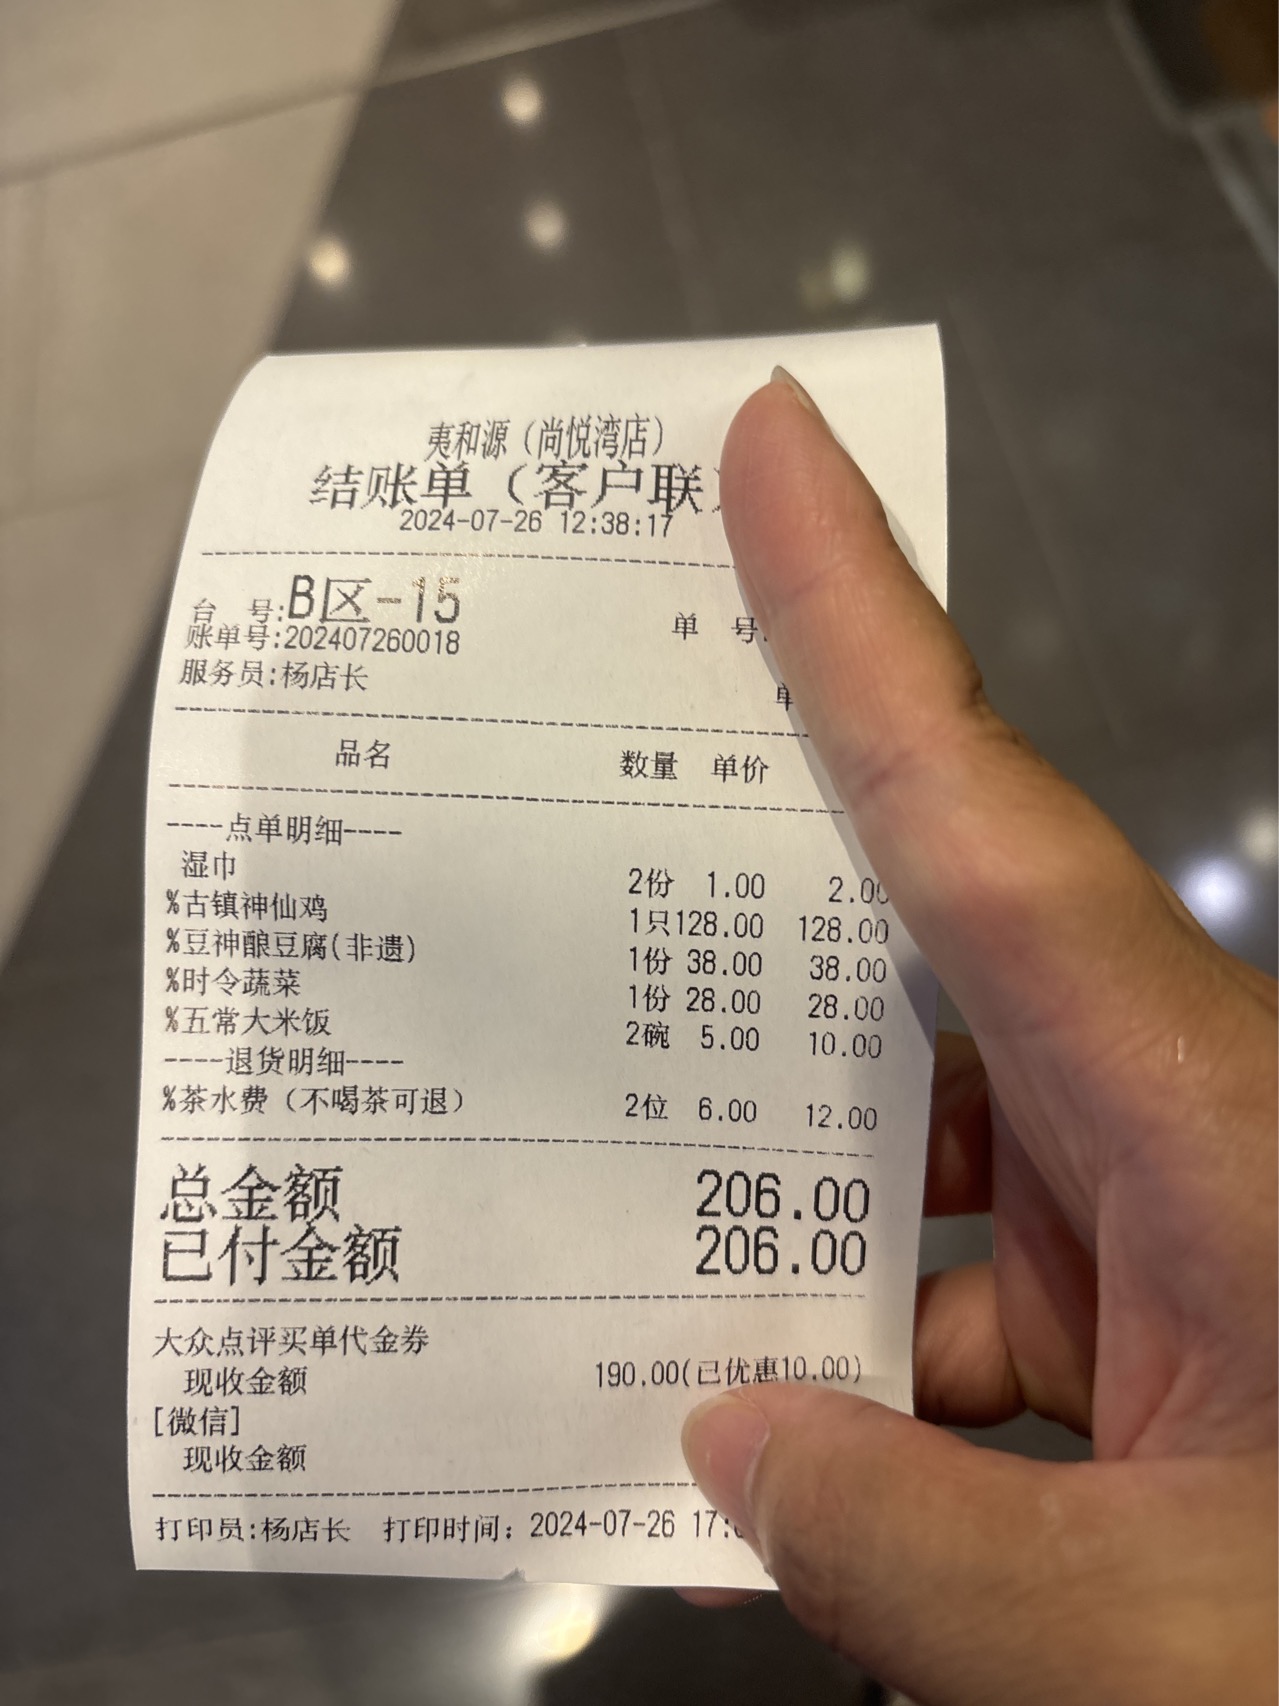 夷和源（尚悦湾店）
结账单（客户联
2024-07-26 12:38:17
台 号:B区-15 单 号:
账单号:202407260018
服务员:杨店长 单
品名 数量 单价
----点单明细----
湿巾 2份 1.00 2.00
%古镇神仙鸡 1只128.00 128.00
%豆神酿豆腐(非遗) 1份 38.00 38.00
%时令蔬菜 1份 28.00 28.00
%五常大米饭 2碗 5.00 10.00
----退货明细----
%茶水费（不喝茶可退） 2位 6.00 12.00
总金额 206.00
已付金额 206.00
大众点评买单代金券
现收金额 190.00(已优惠10.00)
[微信]
现收金额
打印员:杨店长 打印时间：2024-07-26 17: